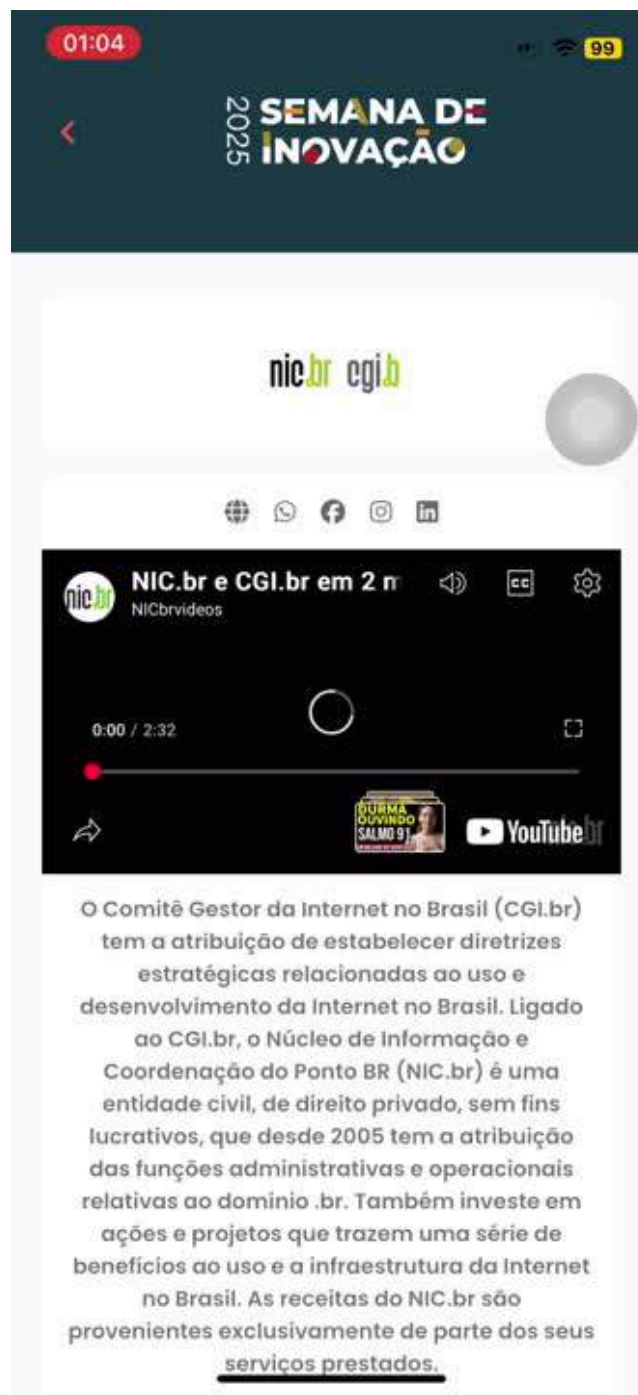 01:04
99
2025
SEMANA DE
INOVAÇÃO
nic.br cgi.b
nic.br
NIC.br e CGI.br em 2 m
NICbrvideos
0:00 / 2:32
DURMA
OUVINDO
SALMO 91
YouTube
O Comitê Gestor da Internet no Brasil (CGI.br)
tem a atribuição de estabelecer diretrizes
estratégicas relacionadas ao uso e
desenvolvimento da Internet no Brasil. Ligado
ao CGI.br, o Núcleo de Informação e
Coordenação do Ponto BR (NIC.br) é uma
entidade civil, de direito privado, sem fins
lucrativos, que desde 2005 tem a atribuição
das funções administrativas e operacionais
relativas ao domínio .br. Também investe em
ações e projetos que trazem uma série de
benefícios ao uso e a infraestrutura da Internet
no Brasil. As receitas do NIC.br são
provenientes exclusivamente de parte dos seus
serviços prestados.